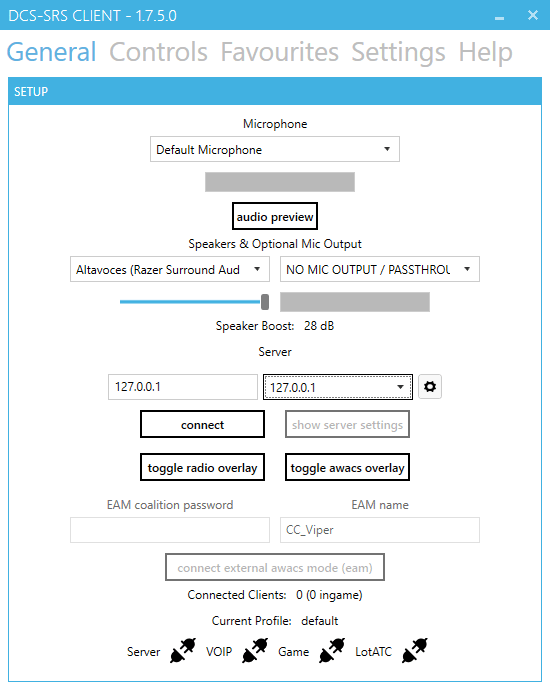 DCS-SRS CLIENT - 1.7.5.0
General Controls Favourites Settings Help
SETUP
Microphone
Default Microphone
audio preview
Speakers & Optional Mic Output
Altavoces (Razer Surround Aud NO MIC OUTPUT / PASSTHROU
Speaker Boost: 28 dB
Server
127.0.0.1 127.0.0.1
connect show server settings
toggle radio overlay toggle awacs overlay
EAM coalition password EAM name
CC_Viper
connect external awacs mode (eam)
Connected Clients: 0 (0 ingame)
Current Profile: default
Server VOIP Game LotATC